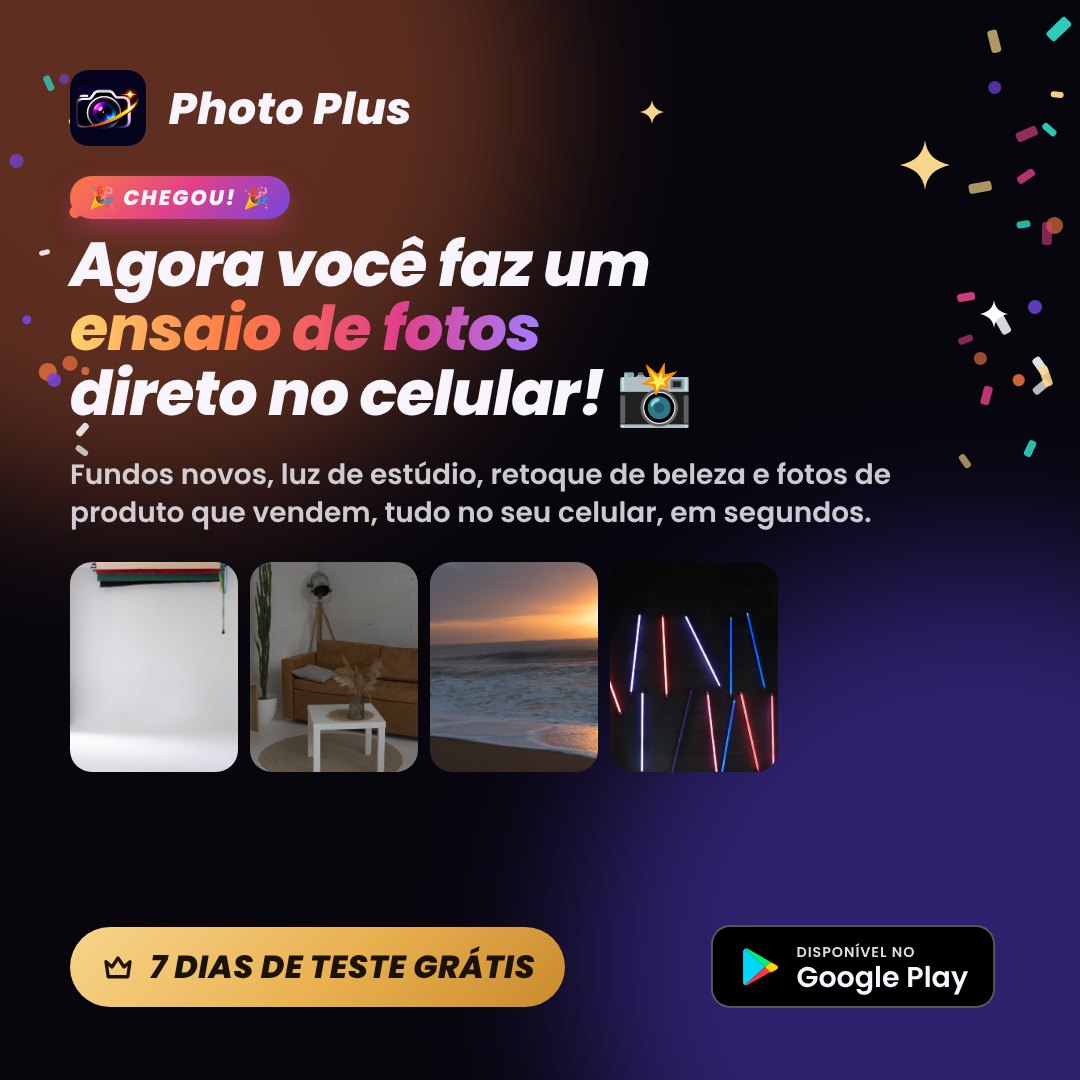 Photo Plus
🎉 CHEGOU! 🎉
Agora você faz um
ensaio de fotos
direto no celular! 📸
Fundos novos, luz de estúdio, retoque de beleza e fotos de
produto que vendem, tudo no seu celular, em segundos.
7 DIAS DE TESTE GRÁTIS
DISPONÍVEL NO
Google Play